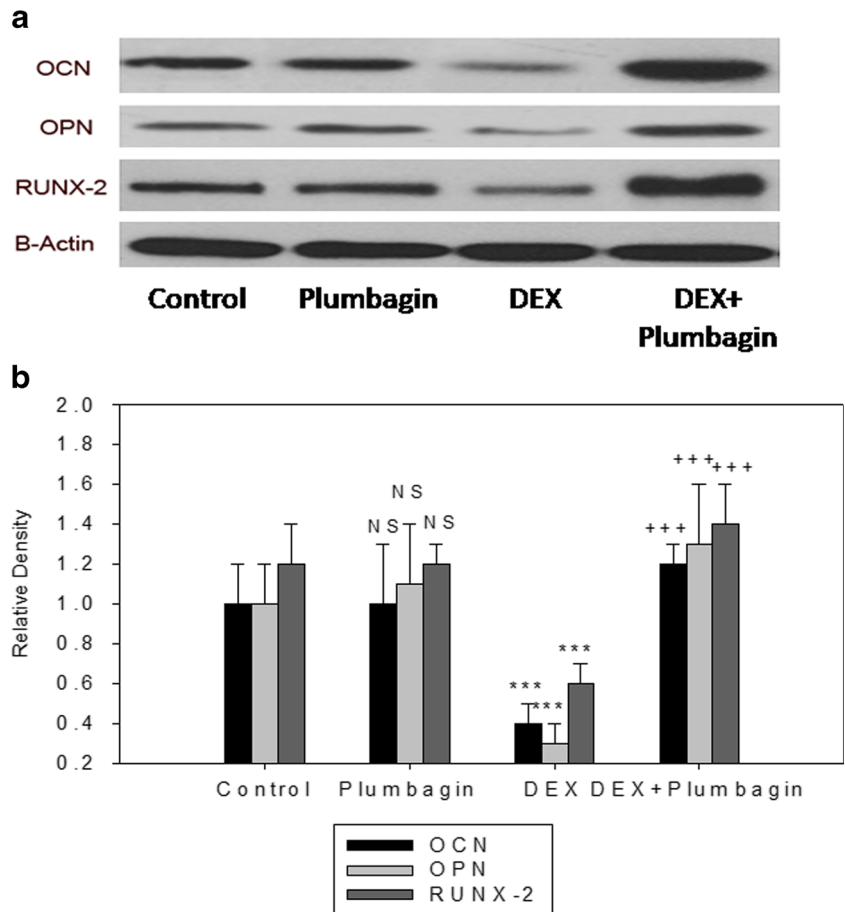 a
OCN
OPN
RUNX-2
B-Actin
Control Plumbagin DEX DEX+
Plumbagin
b
2.0
1.8
1.6
1.4
1.2
1.0
0.8
0.6
0.4
0.2
Relative Density
NS
NS
NS
***
***
***
+++
+++
+++
Control Plumbagin DEX DEX+Plumbagin
OCN
OPN
RUNX-2